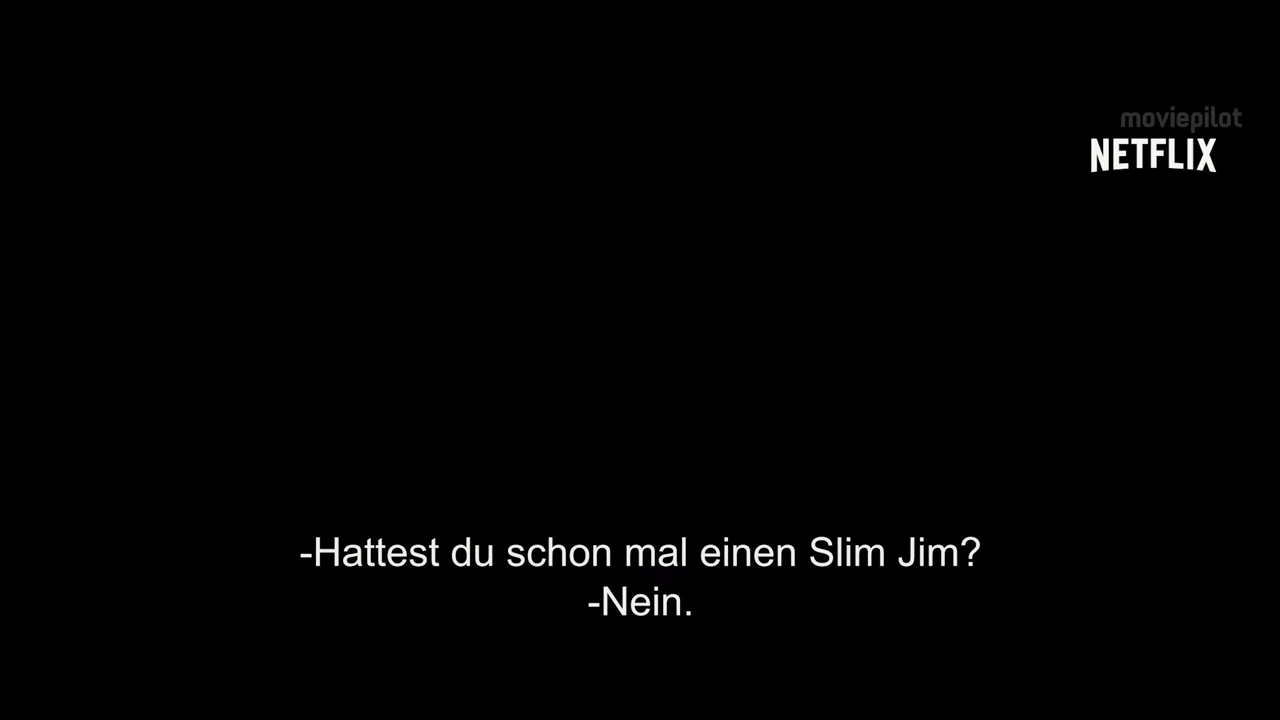 moviepilot
NETFLIX
-Hattest du schon mal einen Slim Jim?
-Nein.